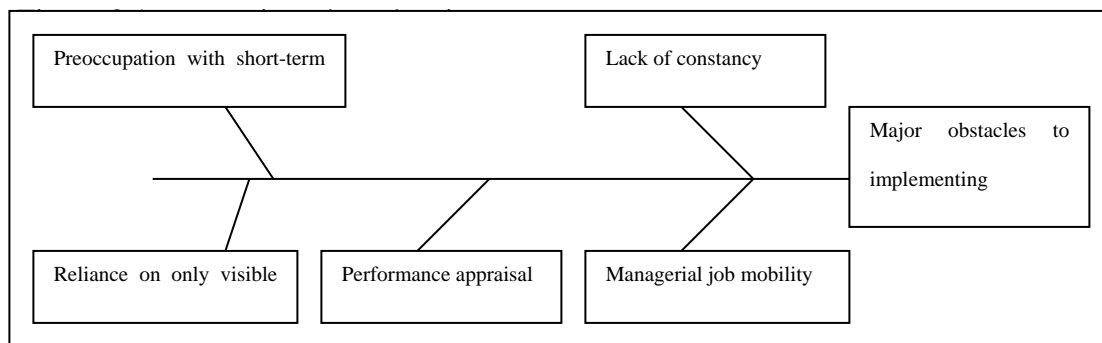 Preoccupation with short-term
Lack of constancy
Major obstacles to
implementing
Reliance on only visible
Performance appraisal
Managerial job mobility